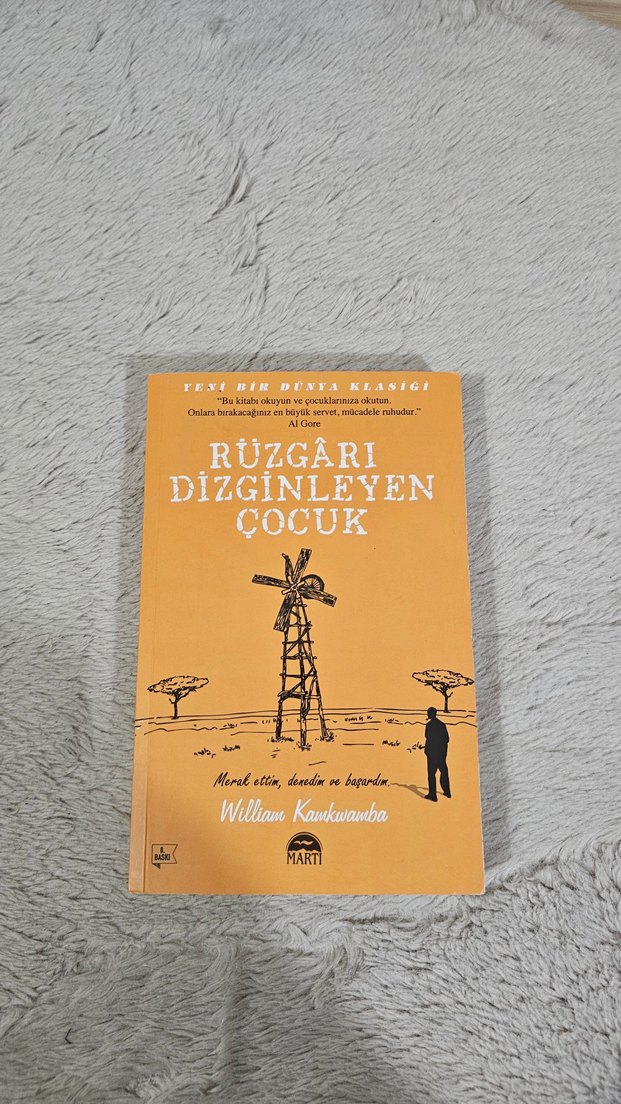 YENİ BİR DÜNYA KLASİĞİ
“Bu kitabı okuyun ve çocuklarınıza okutun.
Onlara bırakacağınız en büyük servet, mücadele ruhudur.”
Al Gore
RÜZGÂRI
DİZGİNLEYEN
ÇOCUK
Merak ettim, denedim ve başardım.
William Kamkwamba
8.
BASKI
MARTI